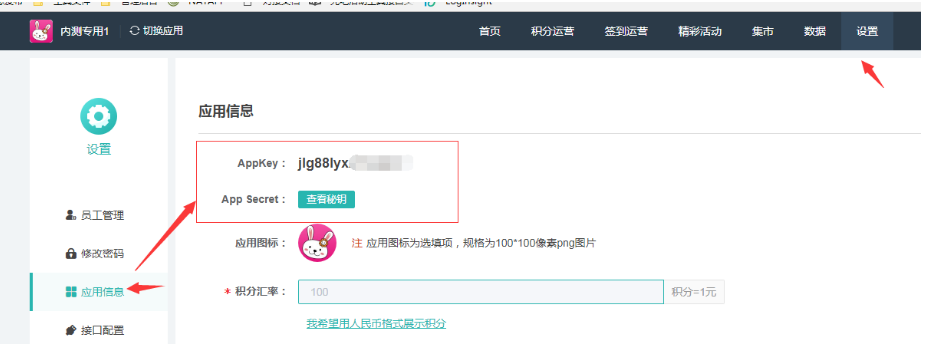 内测专用1 切换应用 首页 积分运营 签到运营 精彩活动 集市 数据 设置
设置
员工管理
修改密码
应用信息
接口配置
应用信息
AppKey： jlg88lyx
App Secret： 查看秘钥
应用图标： 注 应用图标为选填项，规格为100*100像素png图片
* 积分汇率： 100 积分=1元
我希望用人民币格式展示积分